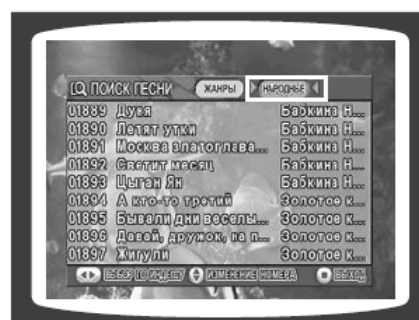 ПОИСК ПЕСНИ ЖАНРЫ НАРОДНЫЕ
01889 Дуня Бабкина Н...
01890 Летят утки Бабкина Н...
01891 Москва златоглава... Бабкина Н...
01892 Светит месяц Бабкина Н...
01893 Цыган Ян Бабкина Н...
01894 А кто-то третий Золотое к...
01895 Бывали дни веселы... Золотое к...
01896 Давай, дружок, на п... Золотое к...
01897 Жигули Золотое к...
ВЫБОР ПО ИНДЕКСУ ИЗМЕНЕНИЕ НОМЕРА ВЫХОД